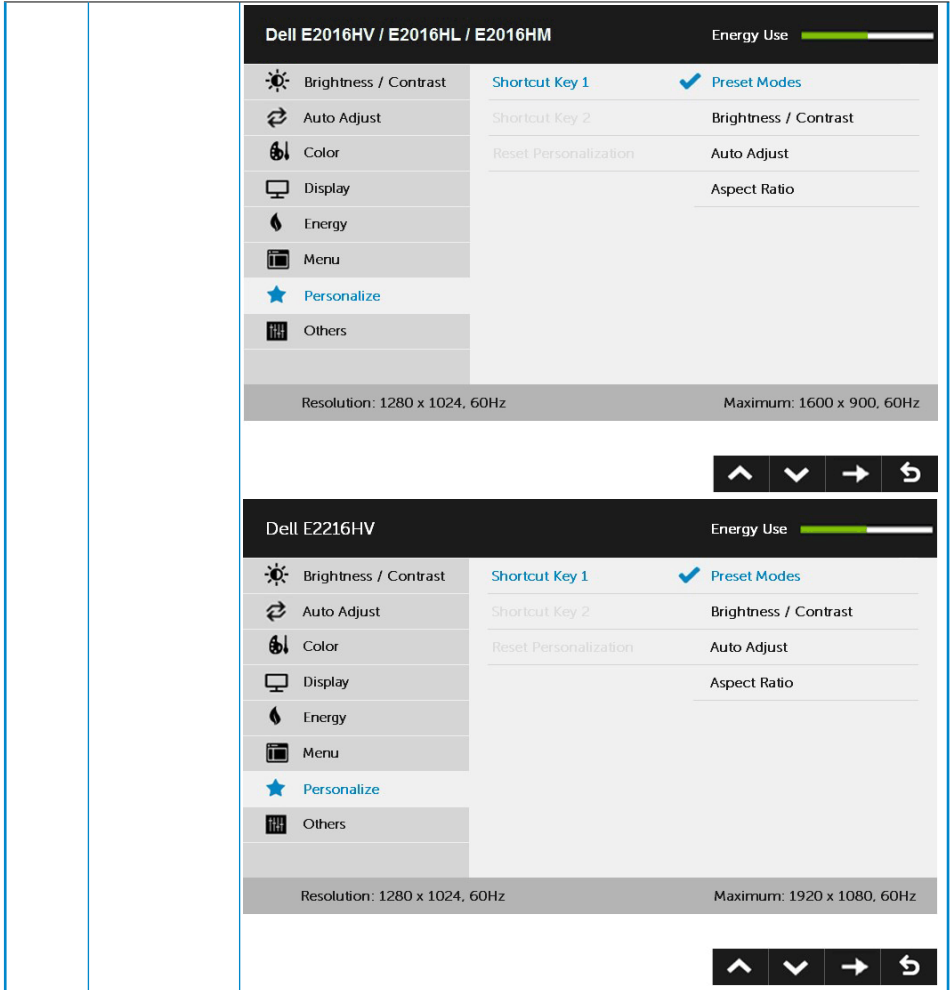 Dell E2016HV / E2016HL / E2016HM Energy Use
Brightness / Contrast Shortcut Key 1 Preset Modes
Auto Adjust Shortcut Key 2 Brightness / Contrast
Color Reset Personalization Auto Adjust
Display Aspect Ratio
Energy
Menu
Personalize
Others
Resolution: 1280 x 1024, 60Hz Maximum: 1600 x 900, 60Hz
Dell E2216HV Energy Use
Brightness / Contrast Shortcut Key 1 Preset Modes
Auto Adjust Shortcut Key 2 Brightness / Contrast
Color Reset Personalization Auto Adjust
Display Aspect Ratio
Energy
Menu
Personalize
Others
Resolution: 1280 x 1024, 60Hz Maximum: 1920 x 1080, 60Hz